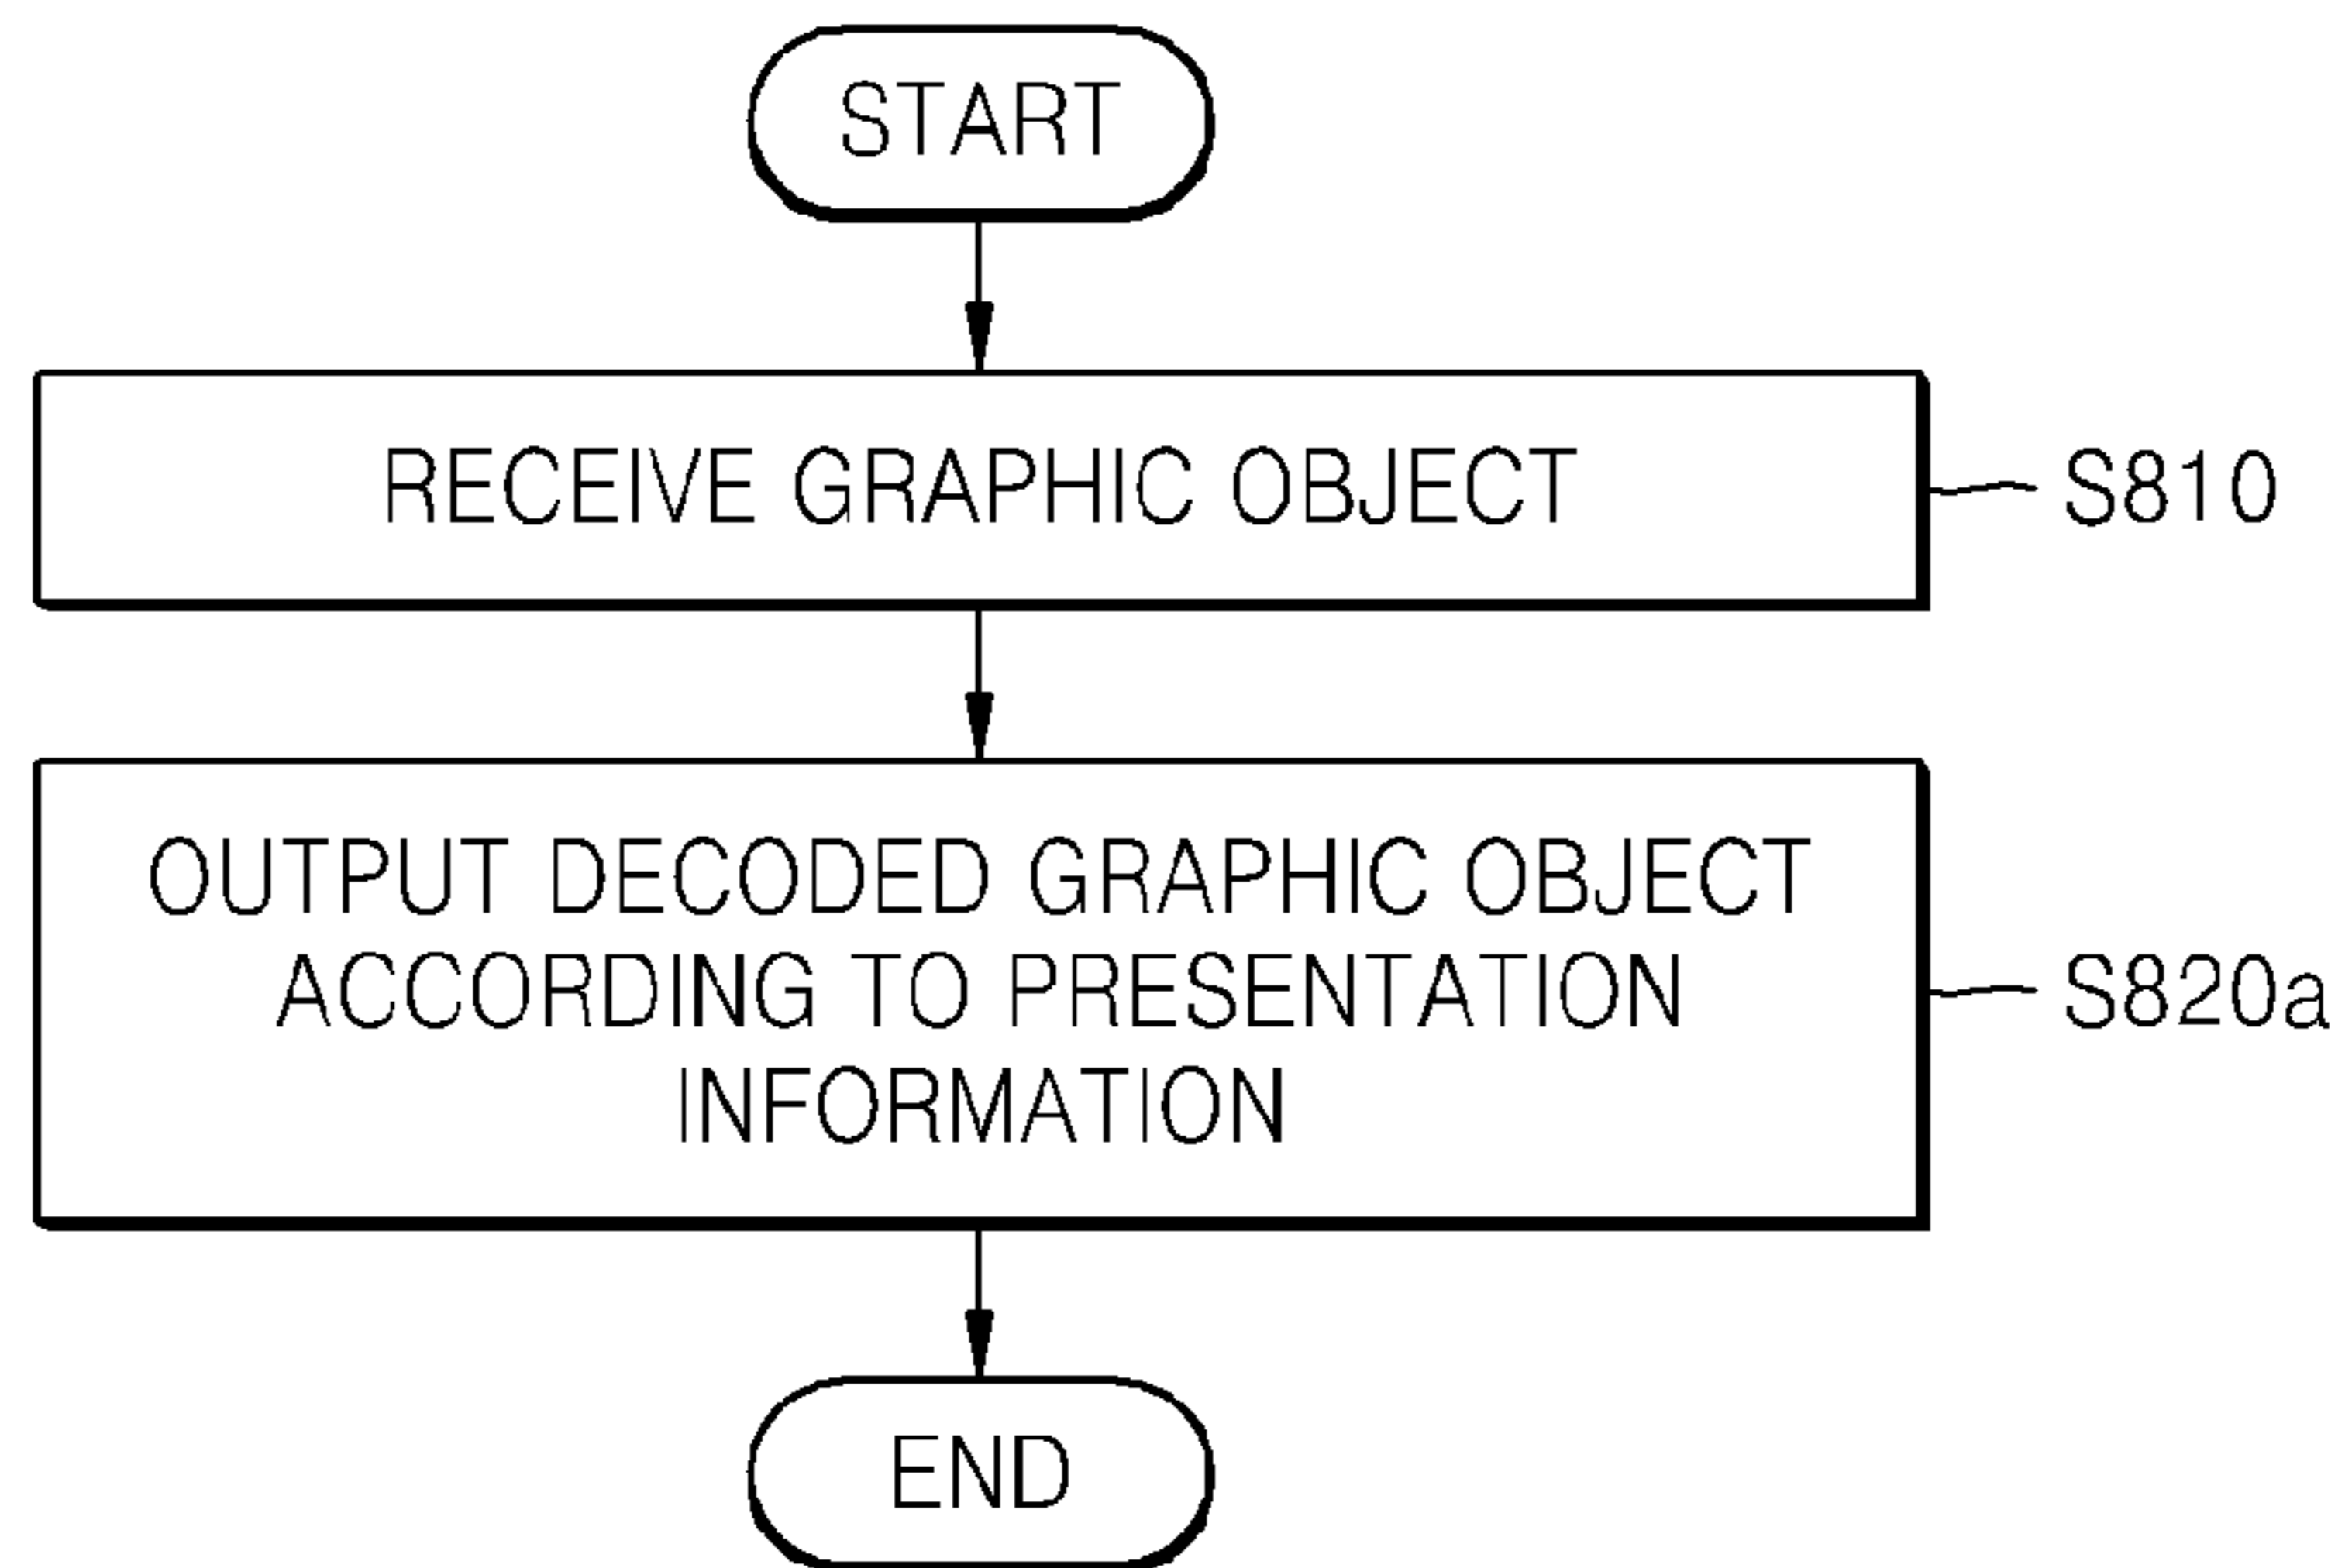 START
RECEIVE GRAPHIC OBJECT
S810
OUTPUT DECODED GRAPHIC OBJECT
ACCORDING TO PRESENTATION
INFORMATION
S820a
END